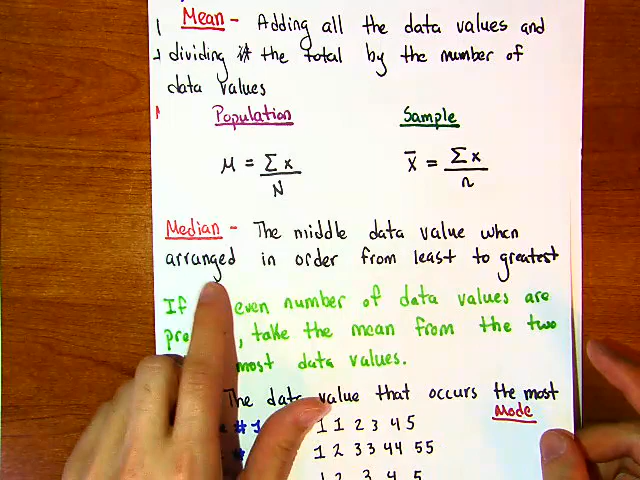 Mean - Adding all the data values and
dividing the total by the number of
data values
Population Sample
μ = Σx / N x̄ = Σx / n
Median - The middle data value when
arranged in order from least to greatest
If even number of data values are
take the mean from the two
most data values.
The data value that occurs the most
Mode
#1 1 1 2 3 4 5
# 1 2 3 3 4 4 5 5
1 2 3 4 5